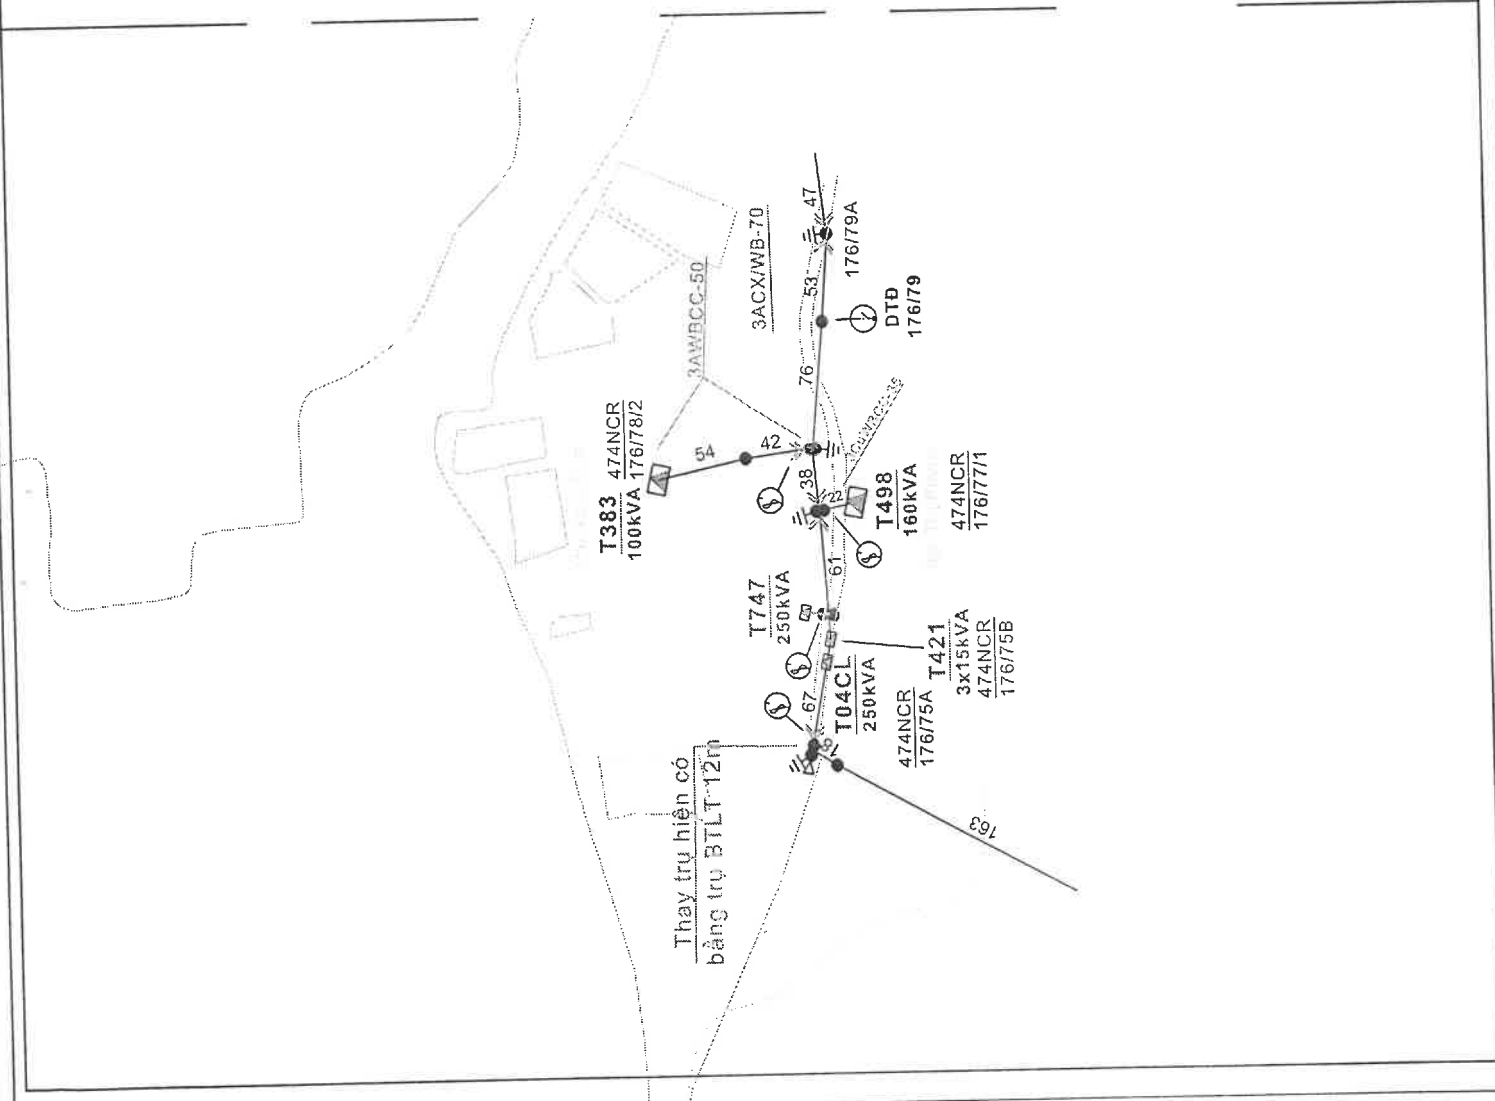 T383
100kVA
474NCR
176/78/2
3AWBCC-50
3ACX/WB-70
47
176/79A
53
DTĐ
176/79
76
54
42
38
22
T498
160kVA
474NCR
176/77/1
61
T747
250kVA
T421
3x15kVA
474NCR
176/75B
67
T04CL
250kVA
474NCR
176/75A
163
Thay trụ hiện có
bằng trụ BTLT-12m